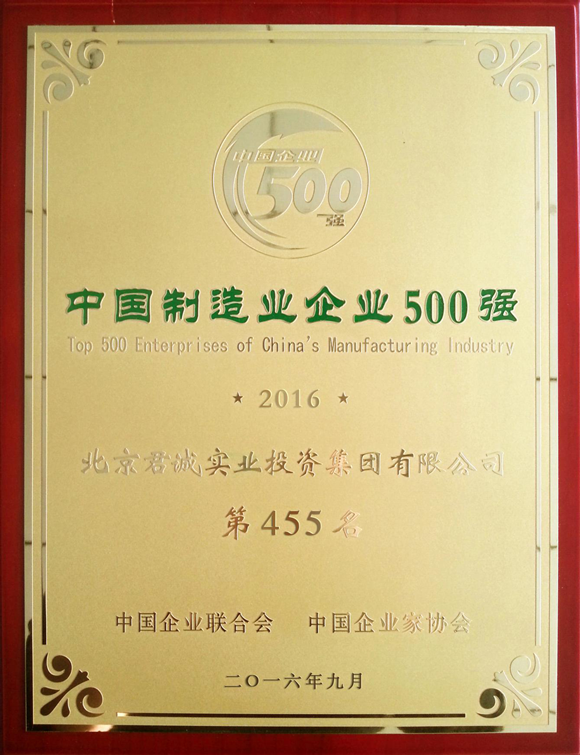 中国企业
500
强
中国制造业企业500强
Top 500 Enterprises of China's Manufacturing Industry
★ 2016 ★
北京君诚实业投资集团有限公司
第455名
中国企业联合会 中国企业家协会
二〇一六年九月